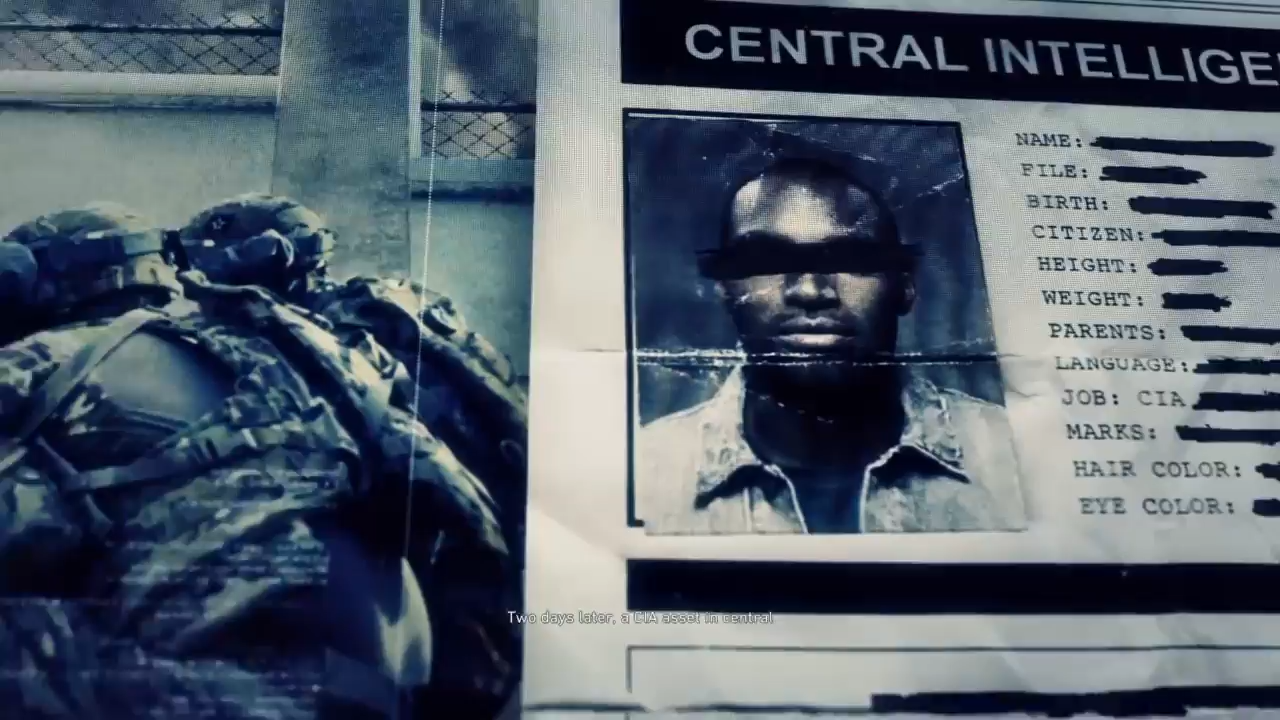 CENTRAL INTELLIGE
NAME:
FILE:
BIRTH:
CITIZEN:
HEIGHT:
WEIGHT:
PARENTS:
LANGUAGE:
JOB: CIA
MARKS:
HAIR COLOR:
EYE COLOR:
Two days later, a CIA asset in central